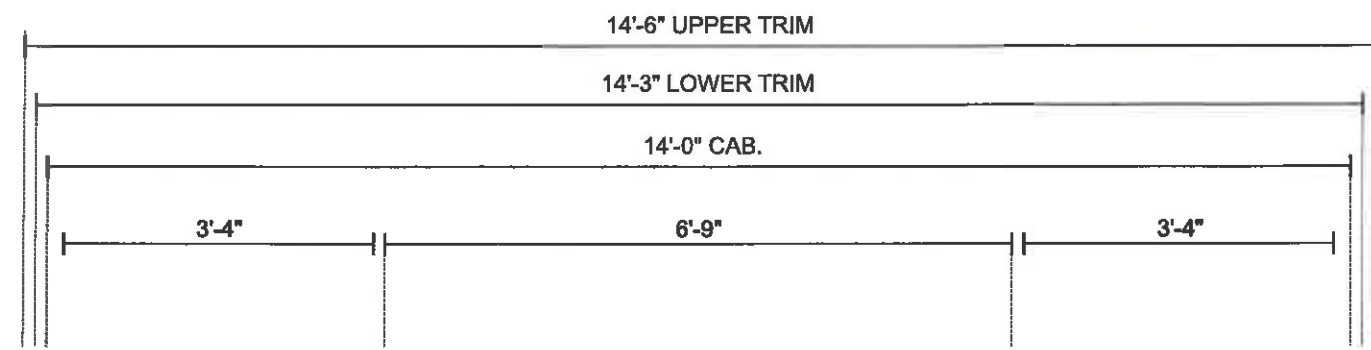 14'-6" UPPER TRIM
14'-3" LOWER TRIM
14'-0" CAB.
3'-4" 6'-9" 3'-4"